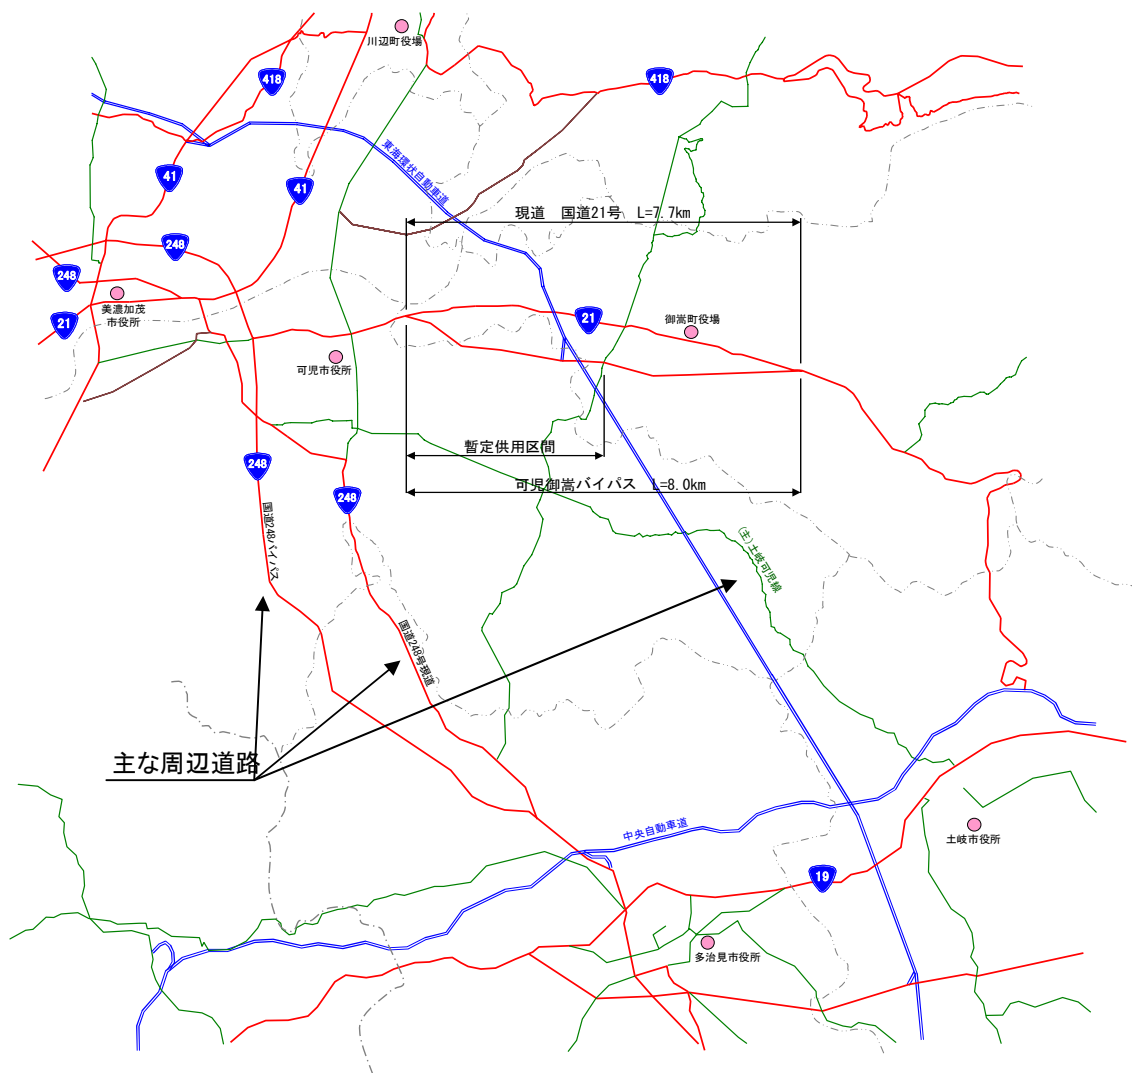 川辺町役場
418
418
東海環状自動車道
41
41
現道 国道21号 L=7.7km
248
248
美濃加茂
市役所
21
21
御嵩町役場
可児市役所
暫定供用区間
248
可児御嵩バイパス L=8.0km
248
国道248バイパス
(主)土岐可児線
国道248号現道
主な周辺道路
中央自動車道
土岐市役所
19
多治見市役所